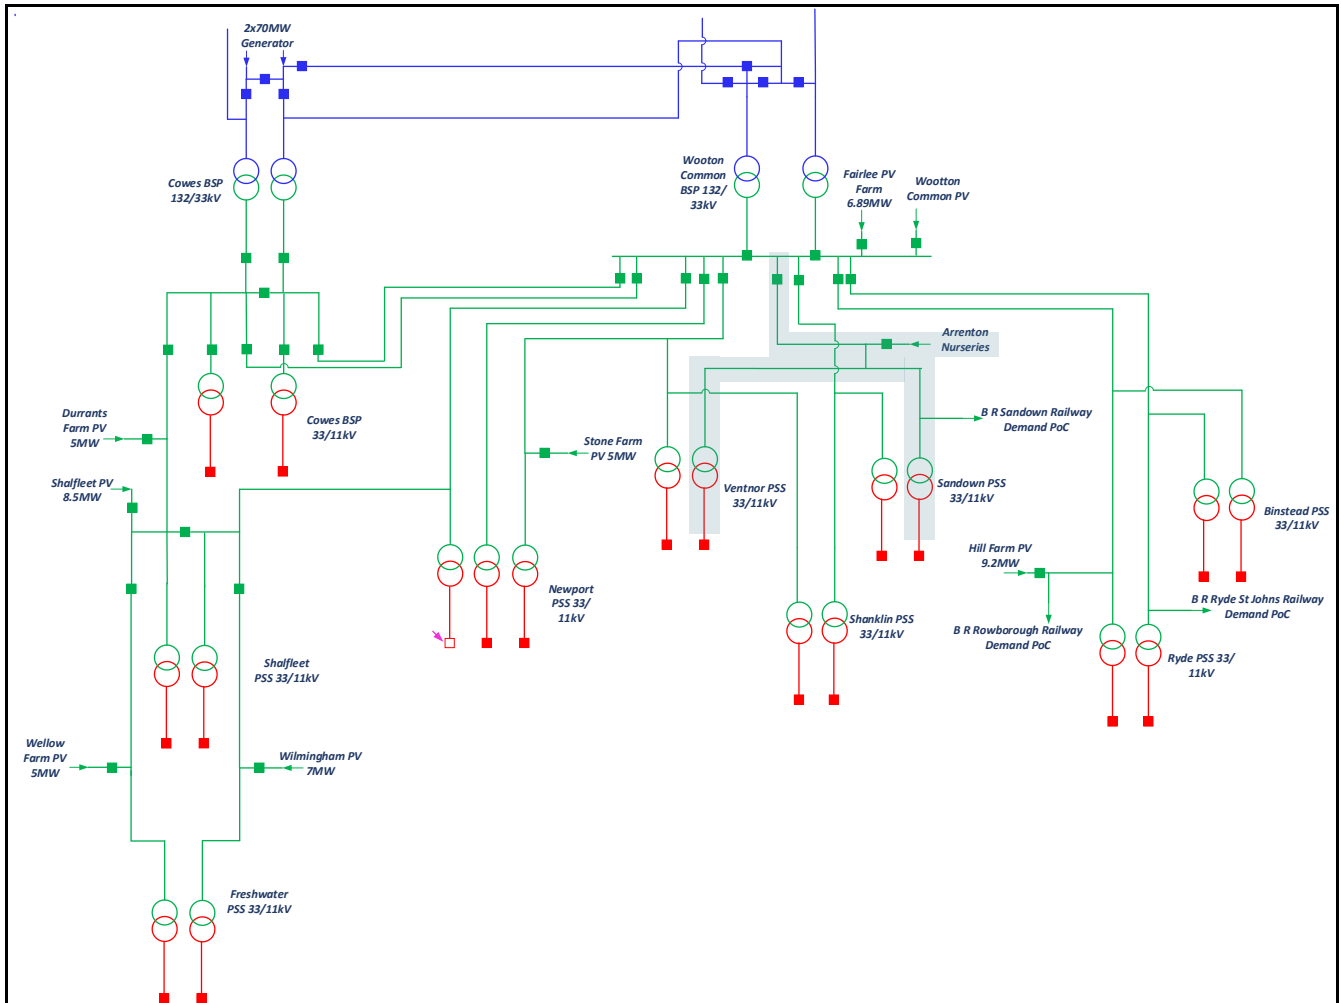 2x70MW
Generator
Cowes BSP
132/33kV
Wooton
Common
BSP 132/
33kV
Fairlee PV
Farm
6.89MW
Wootton
Common PV
Arrenton
Nurseries
Durrants
Farm PV
5MW
Cowes BSP
33/11kV
B R Sandown Railway
Demand PoC
Stone Farm
PV 5MW
Shalfleet PV
8.5MW
Ventnor PSS
33/11kV
Sandown PSS
33/11kV
Binstead PSS
33/11kV
Hill Farm PV
9.2MW
Newport
PSS 33/
11kV
Shanklin PSS
33/11kV
B R Rowborough Railway
Demand PoC
B R Ryde St Johns Railway
Demand PoC
Ryde PSS 33/
11kV
Shalfleet
PSS 33/11kV
Wellow
Farm PV
5MW
Wilmingham PV
7MW
Freshwater
PSS 33/11kV